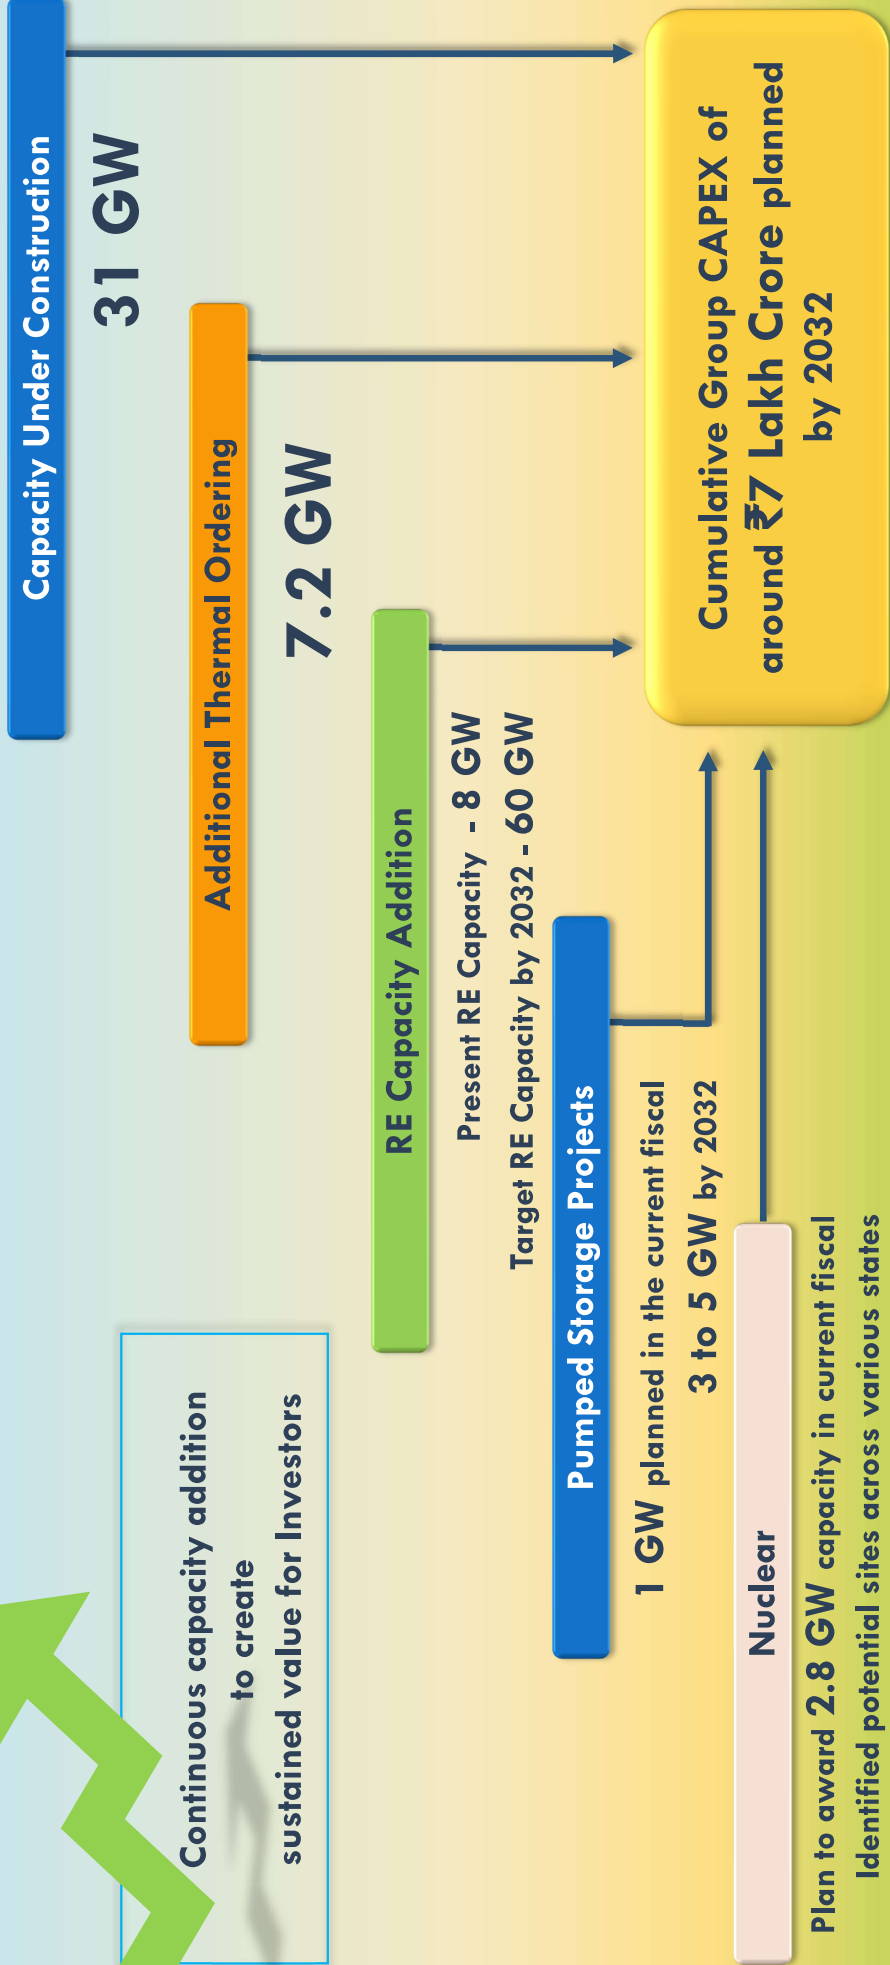 Continuous capacity addition
to create
sustained value for Investors
Capacity Under Construction
31 GW
Additional Thermal Ordering
7.2 GW
RE Capacity Addition
Present RE Capacity - 8 GW
Target RE Capacity by 2032 - 60 GW
Pumped Storage Projects
1 GW planned in the current fiscal
3 to 5 GW by 2032
Nuclear
Plan to award 2.8 GW capacity in current fiscal
Identified potential sites across various states
Cumulative Group CAPEX of
around ₹7 Lakh Crore planned
by 2032